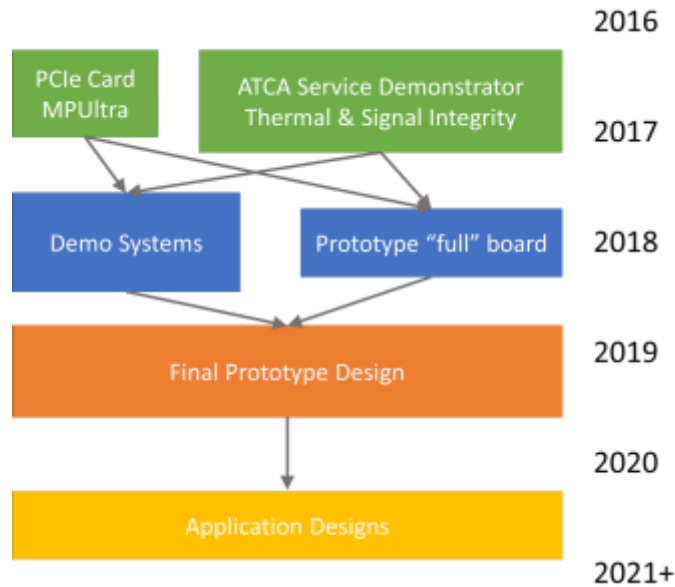 2016
PCIe Card
MPUltra
ATCA Service Demonstrator
Thermal & Signal Integrity
2017
Demo Systems
Prototype “full” board
2018
Final Prototype Design
2019
2020
Application Designs
2021+